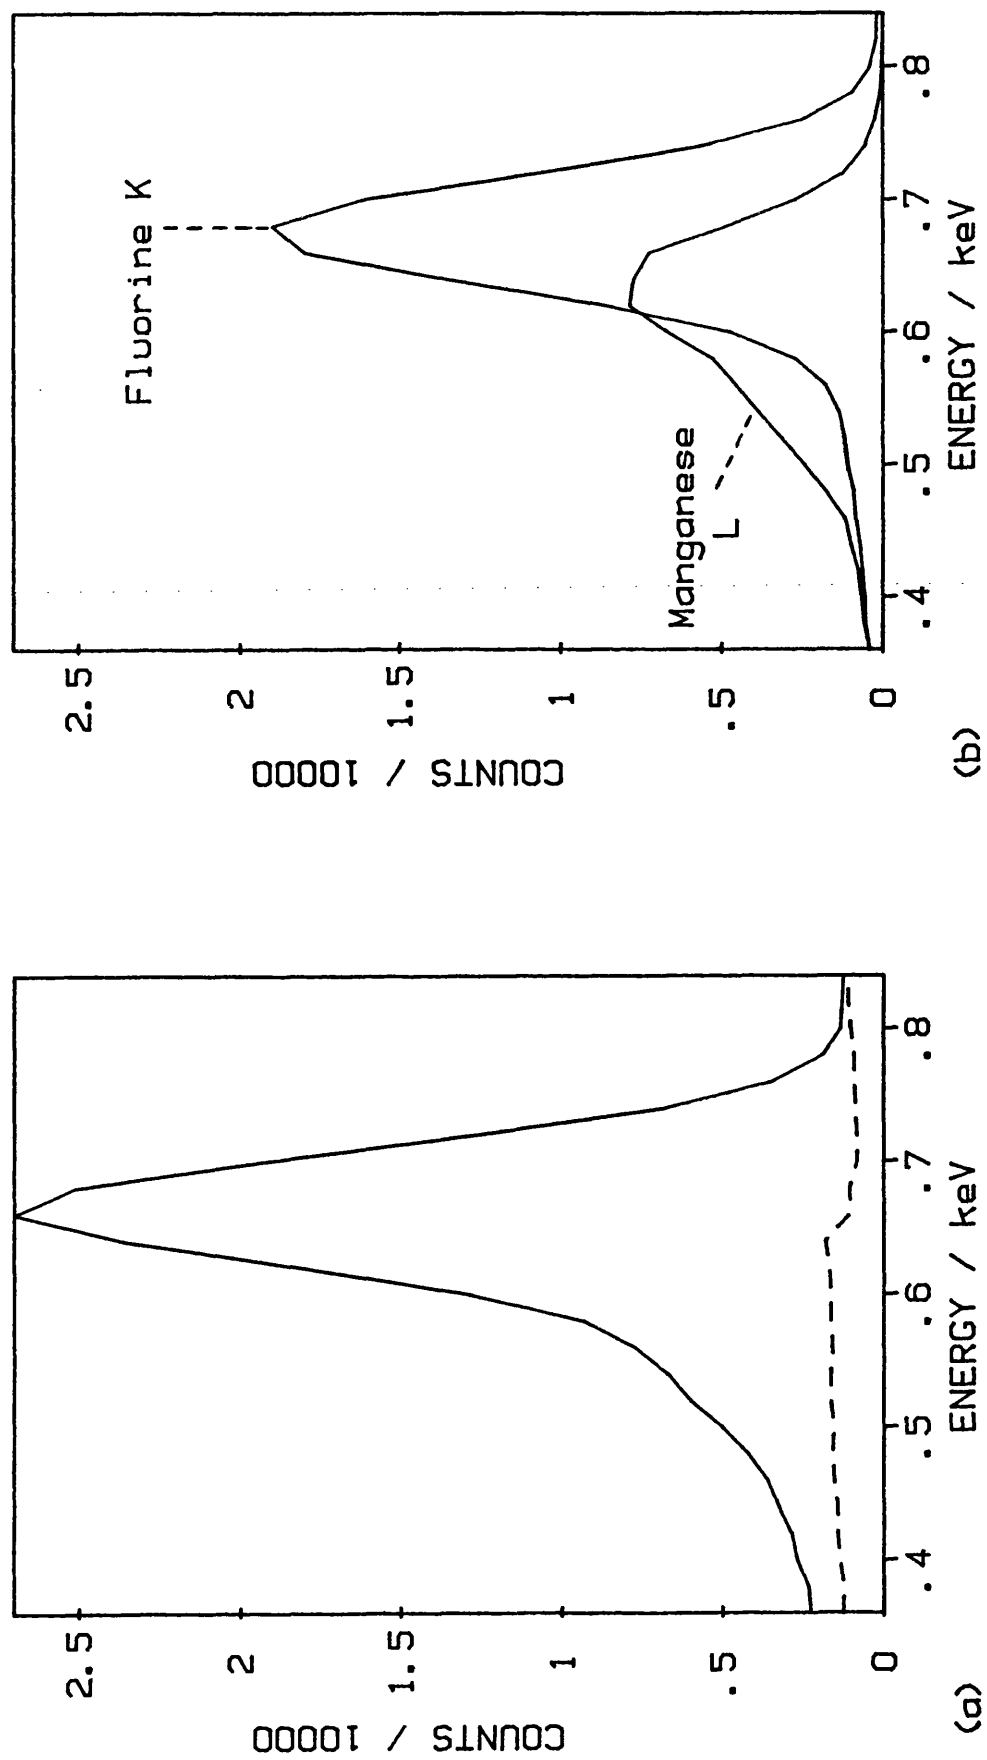 2.5
2
1.5
1
.5
0
COUNTS / 10000
.4
.5
.6
.7
.8
ENERGY / keV
(a)
2.5
2
1.5
1
.5
0
COUNTS / 10000
Fluorine K
Manganese
L
.4
.5
.6
.7
.8
ENERGY / keV
(b)